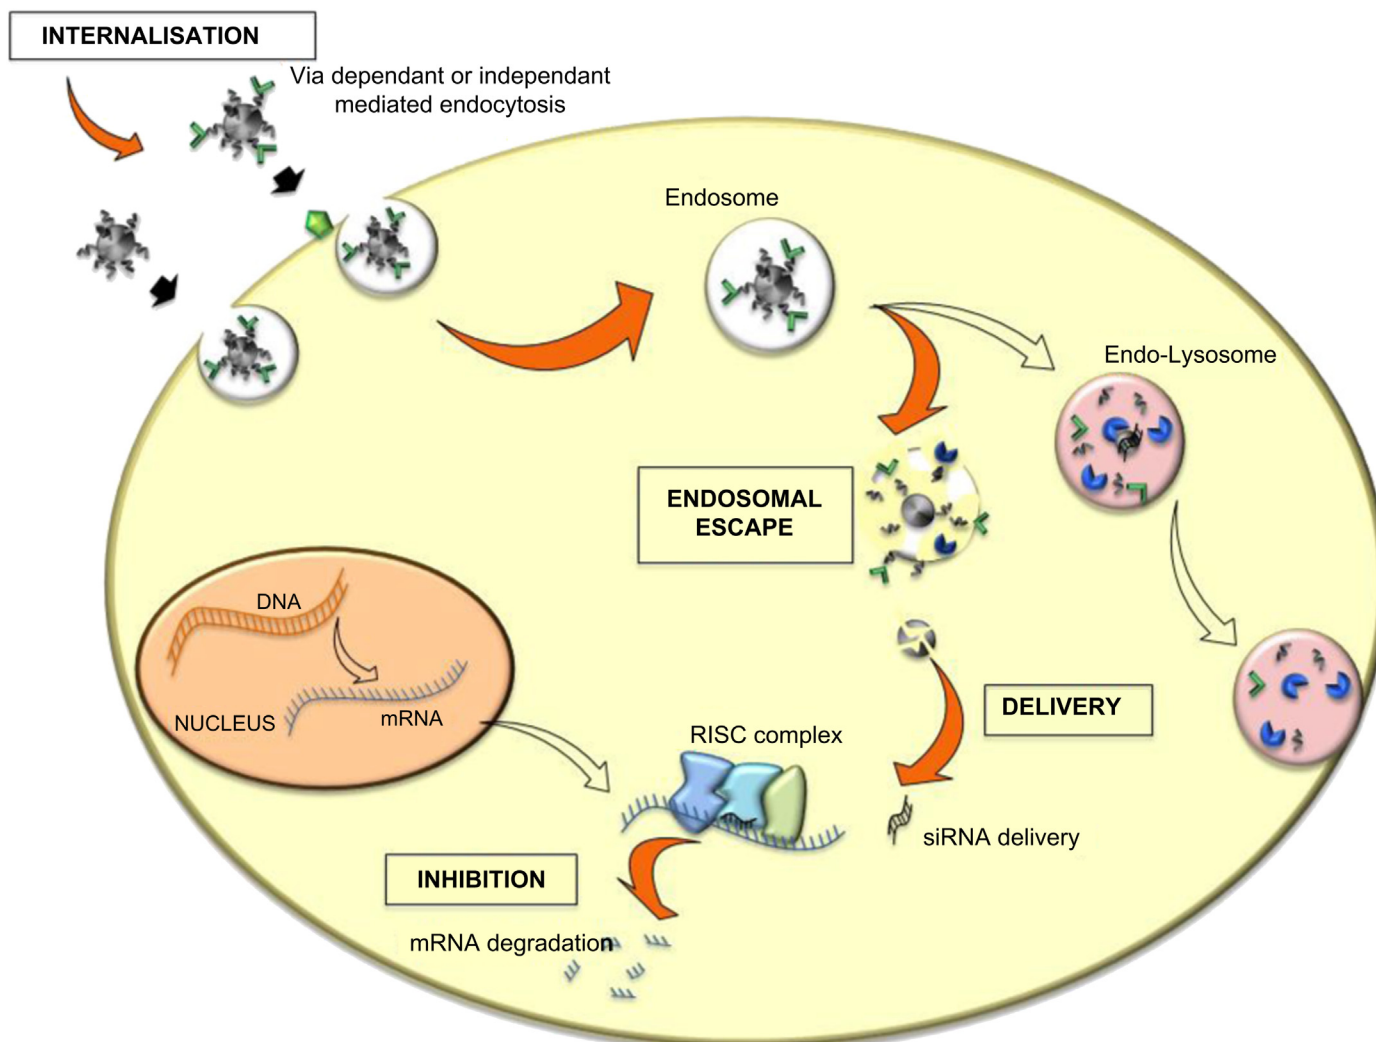 INTERNALISATION
Via dependant or independant
mediated endocytosis
Endosome
Endo-Lysosome
ENDOSOMAL
ESCAPE
DNA
mRNA
NUCLEUS
DELIVERY
RISC complex
siRNA delivery
INHIBITION
mRNA degradation